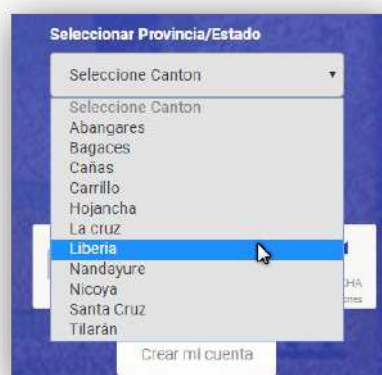 Seleccionar Provincia/Estado
Seleccione Canton
Seleccione Canton
Abangares
Bagaces
Cañas
Carrillo
Hojancha
La cruz
Liberia
Nandayure
Nicoya
Santa Cruz
Tilarán
Crear mi cuenta